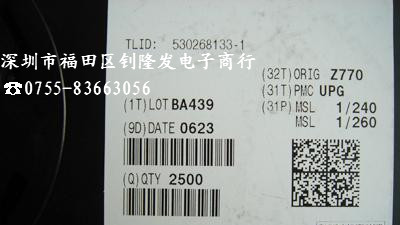 TLID: 530268133-1
深圳市福田区钊隆发电子商行
☎0755-83663056
(32T) ORIG Z770
(31T) PMC UPG
(31P) MSL 1/240
MSL 1/260
(1T) LOT BA439
(9D) DATE 0623
(Q) QTY 2500